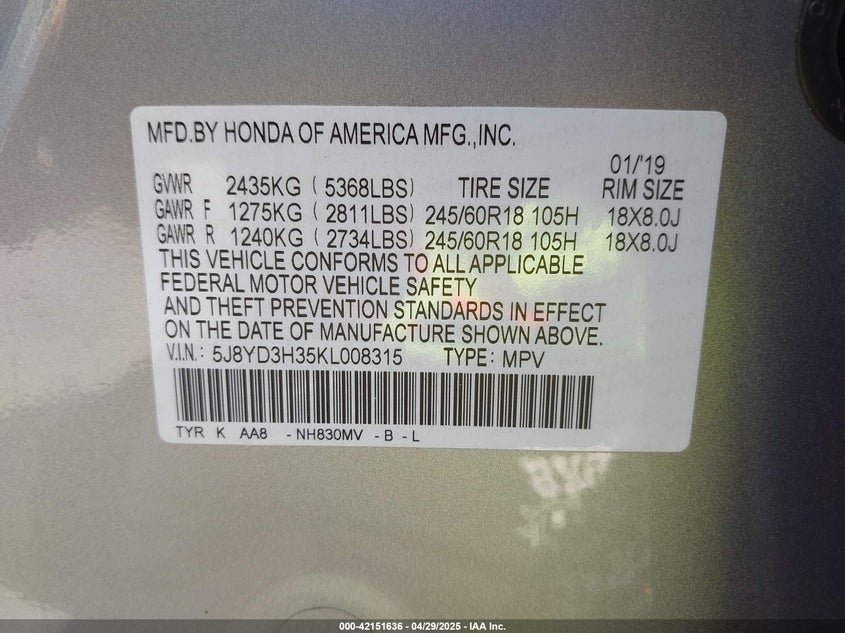 MFD.BY HONDA OF AMERICA MFG.,INC.
01/'19
GVWR 2435KG ( 5368LBS) TIRE SIZE RIM SIZE
GAWR F 1275KG ( 2811LBS) 245/60R18 105H 18X8.0J
GAWR R 1240KG ( 2734LBS) 245/60R18 105H 18X8.0J
THIS VEHICLE CONFORMS TO ALL APPLICABLE
FEDERAL MOTOR VEHICLE SAFETY
AND THEFT PREVENTION STANDARDS IN EFFECT
ON THE DATE OF MANUFACTURE SHOWN ABOVE.
V.I.N.: 5J8YD3H35KL008315 TYPE: MPV
TYR K AA8 -NH830MV -B -L
000-42151636 - 04/29/2025 - IAA Inc.